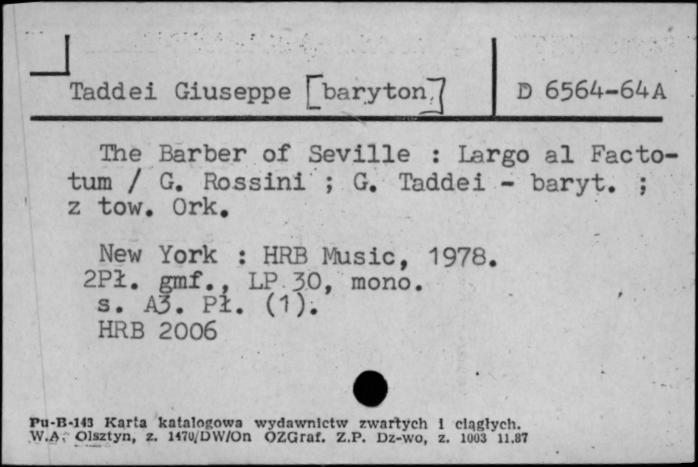 Taddei Giuseppe [baryton.] D 6564-64A
The Barber of Seville : Largo al Facto-
tum / G. Rossini ; G. Taddei - baryt. ;
z tow. Ork.
New York : HRB Music, 1978.
2Pł. gmf., LP 30, mono.
s. A3. Pł. (1).
HRB 2006
Pu-B-143 Karta katalogowa wydawnictw zwartych i ciągłych.
W.A. Olsztyn, z. 1470/DW/On OZGraf. Z.P. Dz-wo, z. 1003 11.87